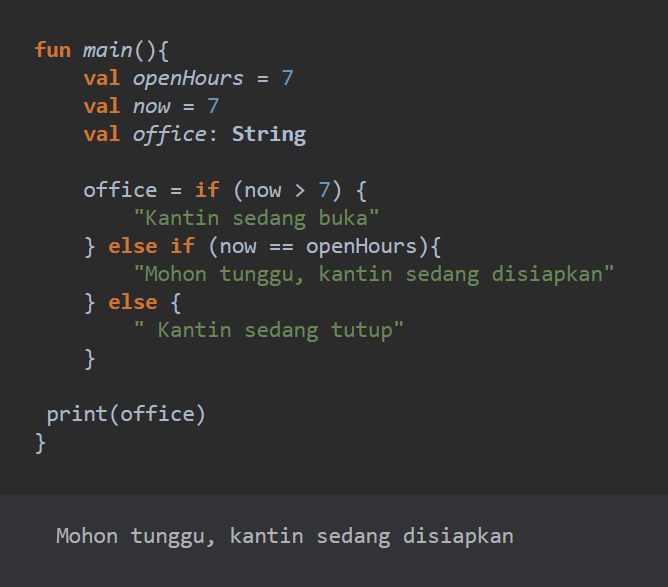 fun main(){
    val openHours = 7
    val now = 7
    val office: String

    office = if (now > 7) {
        "Kantin sedang buka"
    } else if (now == openHours){
        "Mohon tunggu, kantin sedang disiapkan"
    } else {
        " Kantin sedang tutup"
    }

 print(office)
}

Mohon tunggu, kantin sedang disiapkan